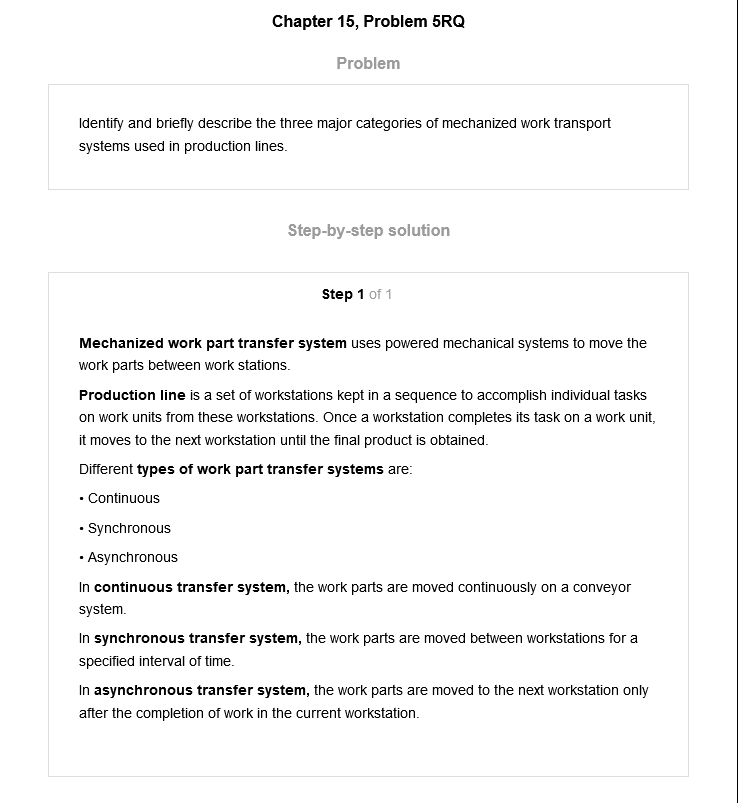 Chapter 15, Problem 5RQ
Problem
Identify and briefly describe the three major categories of mechanized work transport
systems used in production lines.
Step-by-step solution
Step 1 of 1
Mechanized work part transfer system uses powered mechanical systems to move the
work parts between work stations.
Production line is a set of workstations kept in a sequence to accomplish individual tasks
on work units from these workstations. Once a workstation completes its task on a work unit,
it moves to the next workstation until the final product is obtained.
Different types of work part transfer systems are:
• Continuous
• Synchronous
• Asynchronous
In continuous transfer system, the work parts are moved continuously on a conveyor
system.
In synchronous transfer system, the work parts are moved between workstations for a
specified interval of time.
In asynchronous transfer system, the work parts are moved to the next workstation only
after the completion of work in the current workstation.